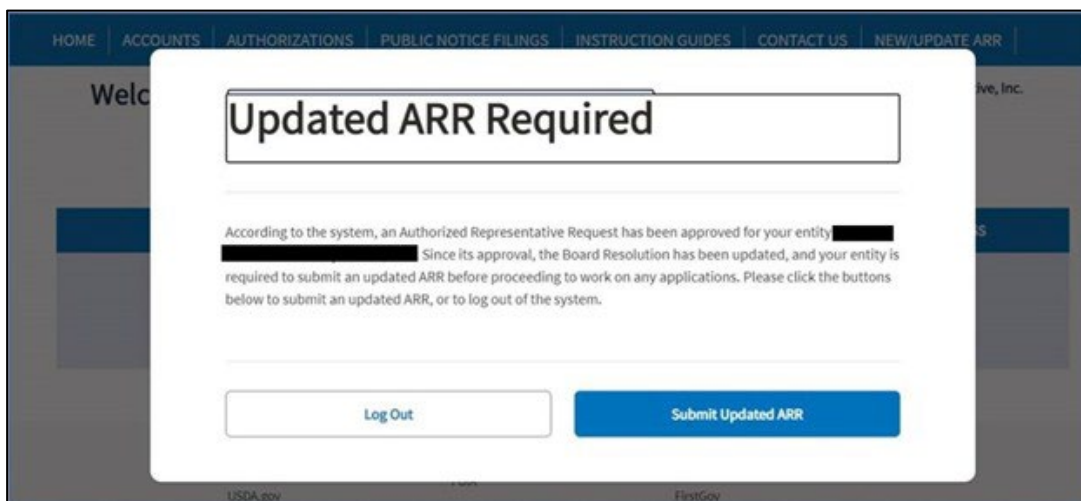 HOME ACCOUNTS AUTHORIZATIONS PUBLIC NOTICE FILINGS INSTRUCTION GUIDES CONTACT US NEW/UPDATE ARR
Welc ive, Inc.
Updated ARR Required
According to the system, an Authorized Representative Request has been approved for your entity
Since its approval, the Board Resolution has been updated, and your entity is
required to submit an updated ARR before proceeding to work on any applications. Please click the buttons
below to submit an updated ARR, or to log out of the system.
Log Out Submit Updated ARR
USDA.gov FirstGov